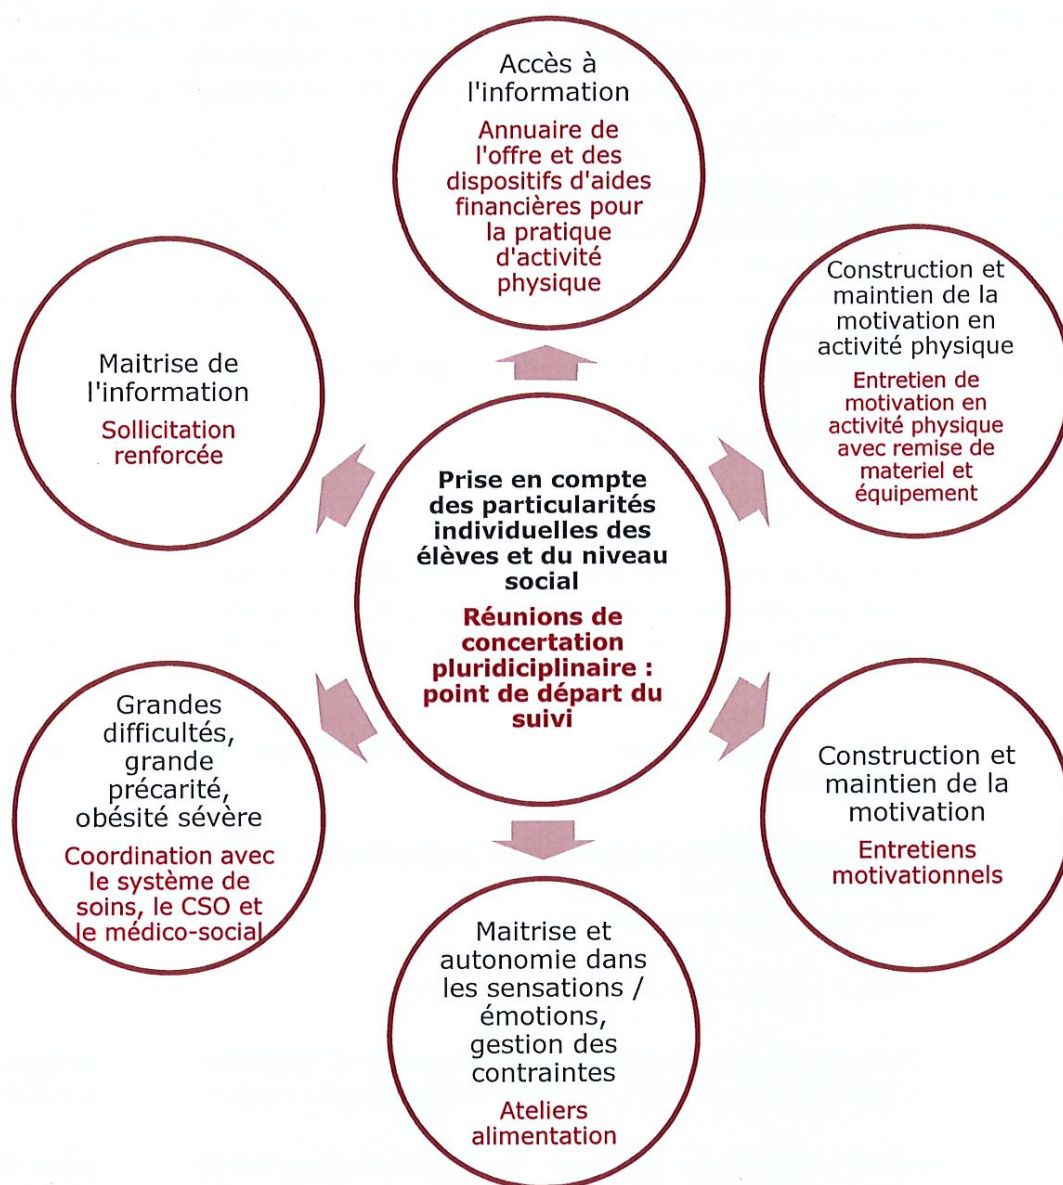 Accès à
l'information
Annuaire de
l'offre et des
dispositifs d'aides
financières pour
la pratique
d'activité
physique
Construction et
maintien de la
motivation en
activité physique
Entretien de
motivation en
activité physique
avec remise de
materiel et
équipement
Maitrise de
l'information
Sollicitation
renforcée
Prise en compte
des particularités
individuelles des
élèves et du niveau
social
Réunions de
concertation
pluridiciplinaire :
point de départ du
suivi
Grandes
difficultés,
grande
précarité,
obésité sévère
Coordination avec
le système de
soins, le CSO et
le médico-social
Construction et
maintien de la
motivation
Entretiens
motivationnels
Maitrise et
autonomie dans
les sensations /
émotions,
gestion des
contraintes
Ateliers
alimentation